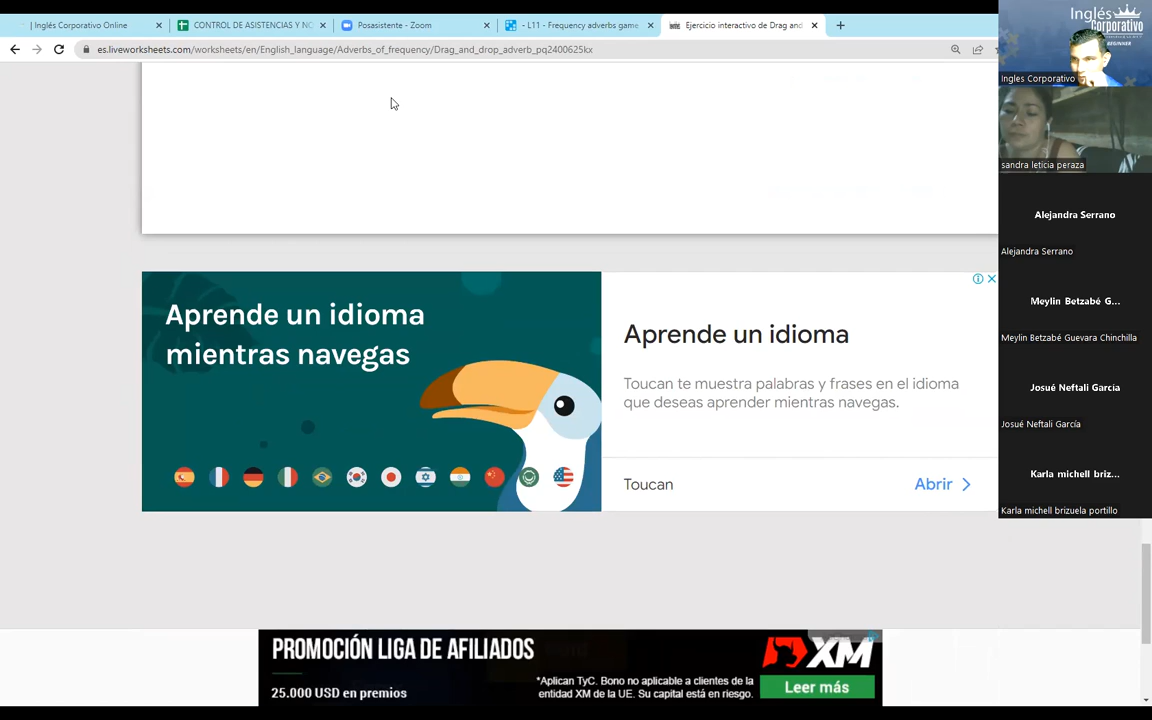 | Inglés Corporativo Online
CONTROL DE ASISTENCIAS Y NO
Posasistente - Zoom
- L11 - Frequency adverbs game
Ejercicio interactivo de Drag and
es.liveworksheets.com/worksheets/en/English_language/Adverbs_of_frequency/Drag_and_drop_adverb_pq2400625kx
Inglés
Corporativo
BEGINNER
Ingles Corporativo
sandra leticia peraza
Alejandra Serrano
Alejandra Serrano
Meylin Betzabé G...
Meylin Betzabé Guevara Chinchilla
Josué Neftali García
Josué Neftali García
Karla michell briz...
Karla michell brizuela portillo
Aprende un idioma
mientras navegas
Aprende un idioma
Toucan te muestra palabras y frases en el idioma
que deseas aprender mientras navegas.
Toucan
Abrir
PROMOCIÓN LIGA DE AFILIADOS
25.000 USD en premios
*Aplican TyC. Bono no aplicable a clientes de la
entidad XM de la UE. Su capital está en riesgo.
XM
Leer más